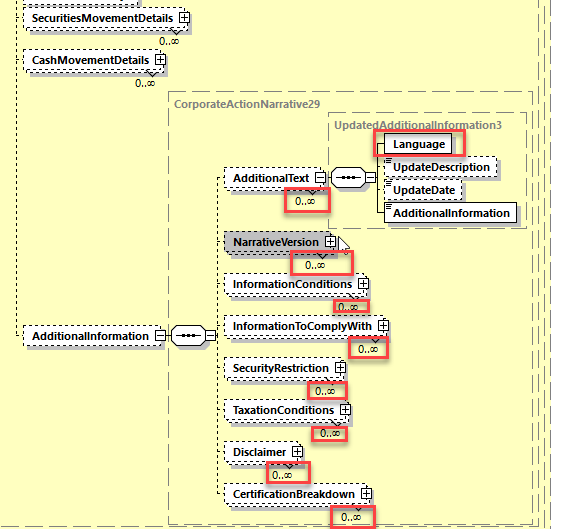 SecuritiesMovementDetails
0..∞
CashMovementDetails
0..∞
CorporateActionNarrative29
UpdatedAdditionalInformation3
Language
AdditionalText
UpdateDescription
0..∞
UpdateDate
AdditionalInformation
NarrativeVersion
0..∞
InformationConditions
0..∞
InformationToComplyWith
0..∞
AdditionalInformation
SecurityRestriction
0..∞
TaxationConditions
0..∞
Disclaimer
0..∞
CertificationBreakdown
0..∞